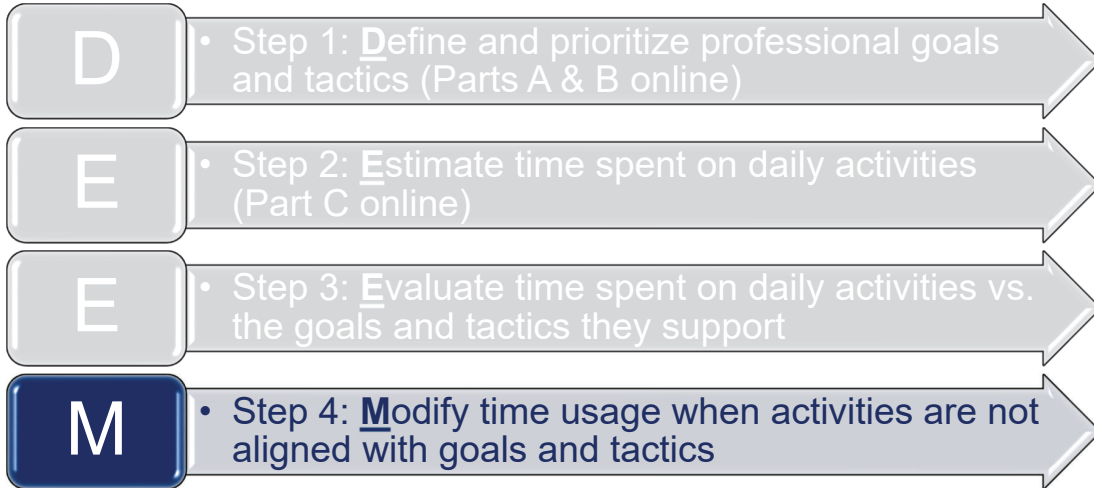 D
• Step 1: Define and prioritize professional goals
and tactics (Parts A & B online)
E
• Step 2: Estimate time spent on daily activities
(Part C online)
E
• Step 3: Evaluate time spent on daily activities vs.
the goals and tactics they support
M
• Step 4: Modify time usage when activities are not
aligned with goals and tactics